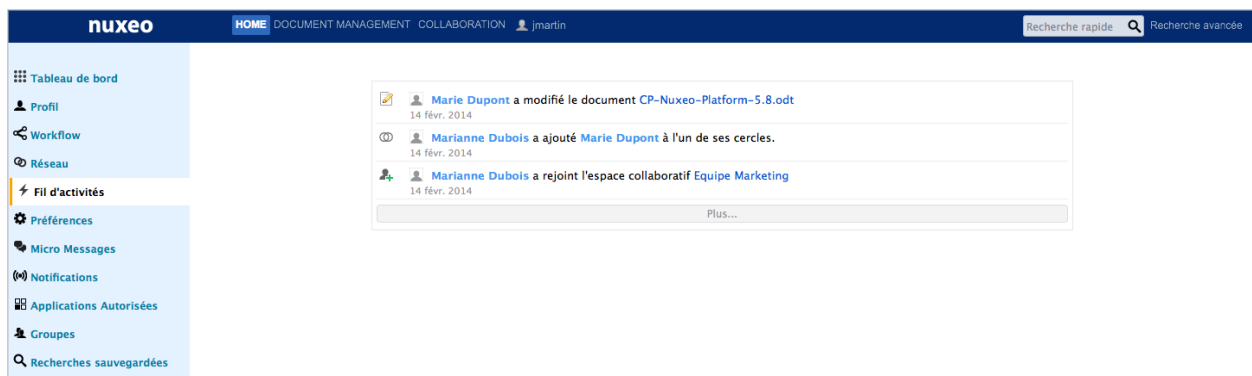 nuxeo
HOME DOCUMENT MANAGEMENT COLLABORATION jmartin
Recherche rapide Recherche avancée
Tableau de bord
Profil
Workflow
Réseau
Fil d'activités
Préférences
Micro Messages
Notifications
Applications Autorisées
Groupes
Recherches sauvegardées
Marie Dupont a modifié le document CP-Nuxeo-Platform-5.8.odt
14 févr. 2014
Marianne Dubois a ajouté Marie Dupont à l'un de ses cercles.
14 févr. 2014
Marianne Dubois a rejoint l'espace collaboratif Equipe Marketing
14 févr. 2014
Plus...